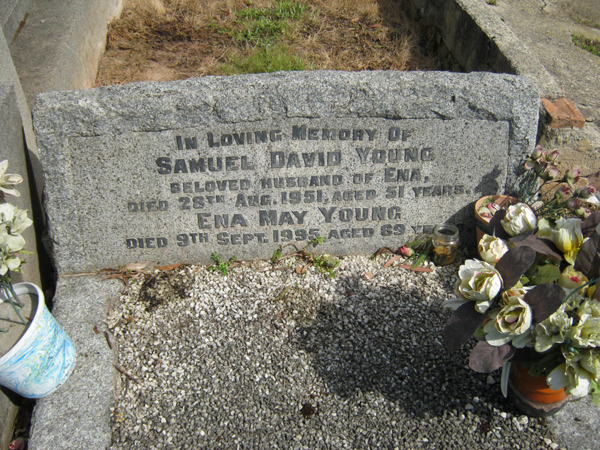 IN LOVING MEMORY OF
SAMUEL DAVID YOUNG
BELOVED HUSBAND OF ENA,
DIED 28TH AUG. 1951, AGED 51 YEARS.
ENA MAY YOUNG
DIED 9TH SEPT. 1995 AGED 89